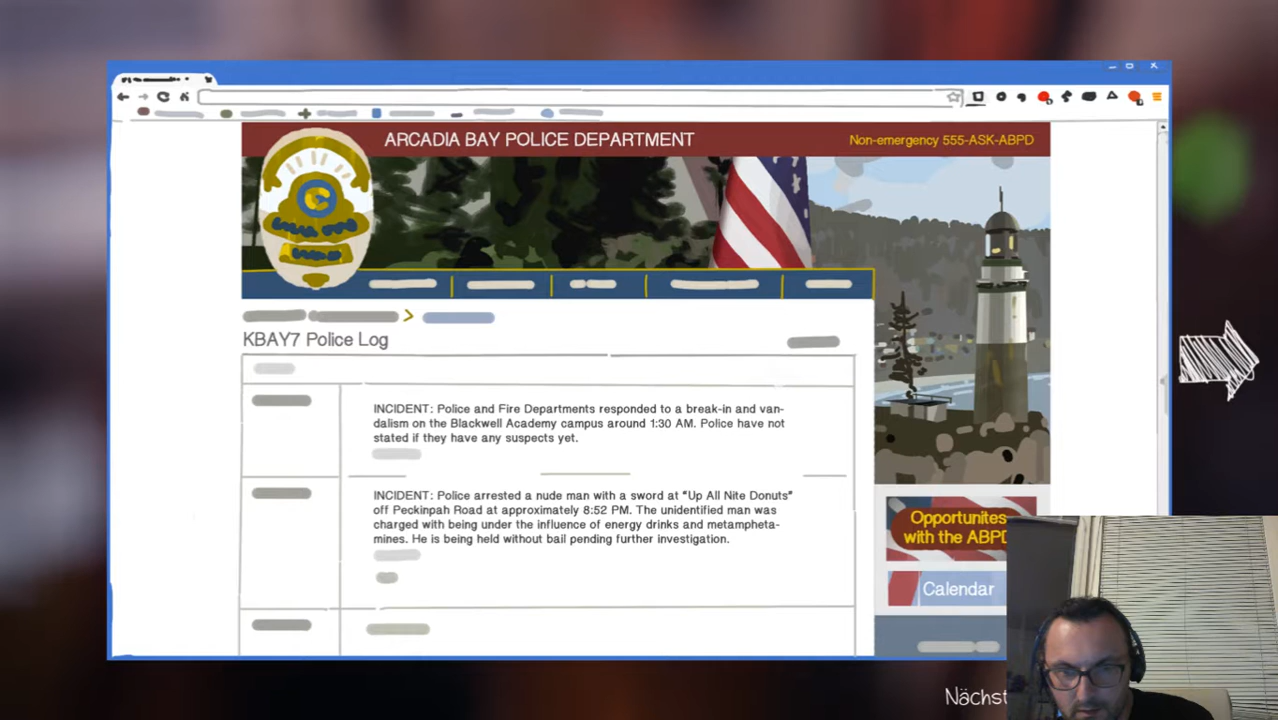 ARCADIA BAY POLICE DEPARTMENT
Non-emergency 555-ASK-ABPD
KBAY7 Police Log
INCIDENT: Police and Fire Departments responded to a break-in and van-
dalism on the Blackwell Academy campus around 1:30 AM. Police have not
stated if they have any suspects yet.
INCIDENT: Police arrested a nude man with a sword at “Up All Nite Donuts”
off Peckinpah Road at approximately 8:52 PM. The unidentified man was
charged with being under the influence of energy drinks and metampheta-
mines. He is being held without bail pending further investigation.
Opportunites
with the ABPD
Calendar
Nächst